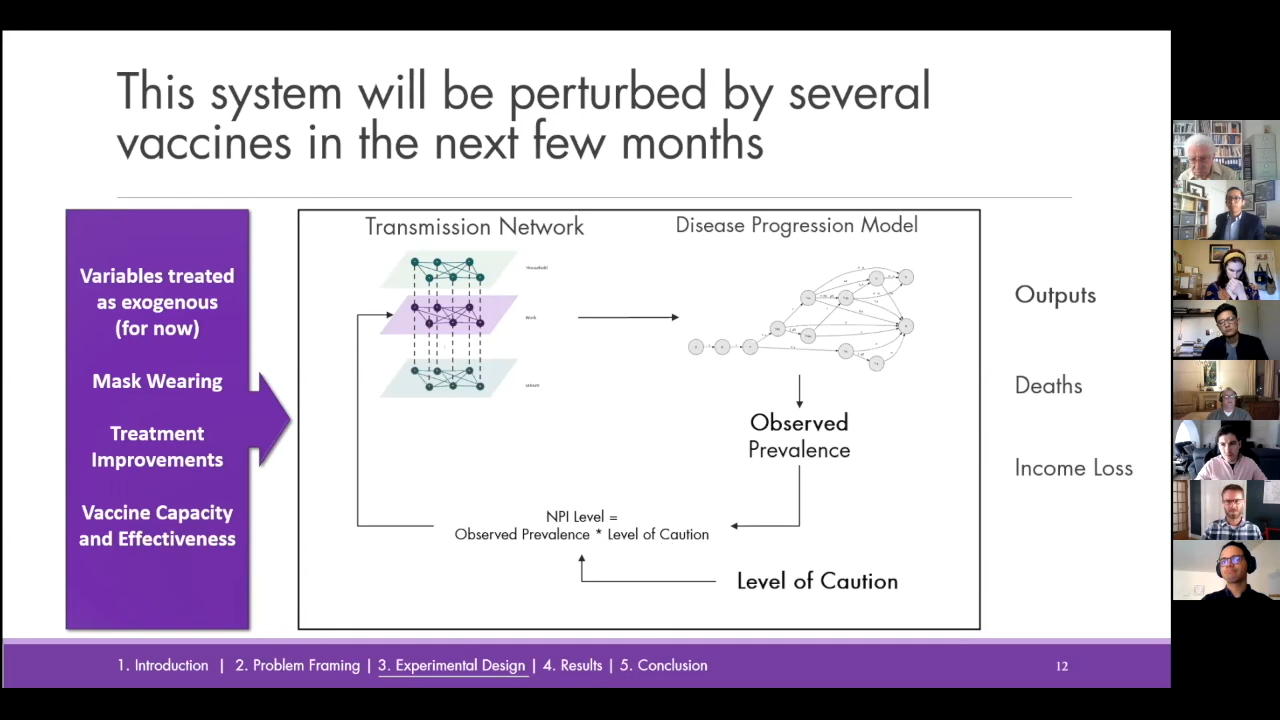 This system will be perturbed by several
vaccines in the next few months
Variables treated
as exogenous
(for now)
Mask Wearing
Treatment
Improvements
Vaccine Capacity
and Effectiveness
Transmission Network
Disease Progression Model
Household
Work
Observed
Prevalence
NPI Level =
Observed Prevalence * Level of Caution
Level of Caution
Outputs
Deaths
Income Loss
1. Introduction | 2. Problem Framing | 3. Experimental Design | 4. Results | 5. Conclusion
12